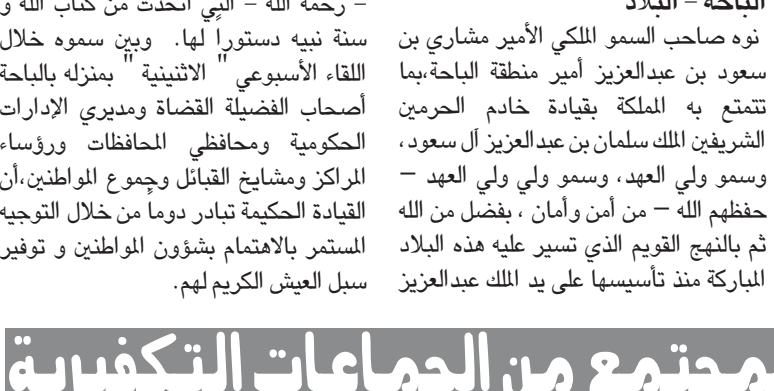 الباحة – البلاد
نوه صاحب السمو الملكي الأمير مشاري بن
سعود بن عبدالعزيز أمير منطقة الباحة،بما
تتمتع به المملكة بقيادة خادم الحرمين
الشريفين الملك سلمان بن عبدالعزيز آل سعود،
وسمو ولي العهد، وسمو ولي ولي العهد –
حفظهم الله – من أمن وأمان ، بفضل من الله
ثم بالنهج القويم الذي تسير عليه هذه البلاد
المباركة منذ تأسيسها على يد الملك عبدالعزيز
– رحمه الله – التي اتخذت من كتاب الله و
سنة نبيه دستوراً لها. وبين سموه خلال
اللقاء الأسبوعي " الاثنينية " بمنزله بالباحة
أصحاب الفضيلة القضاة ومديري الإدارات
الحكومية ومحافظي المحافظات ورؤساء
المراكز ومشايخ القبائل وجموع المواطنين،أن
القيادة الحكيمة تبادر دوماً من خلال التوجيه
المستمر بالاهتمام بشؤون المواطنين و توفير
سبل العيش الكريم لهم.
مجتمع من الجماعات التكفيرية